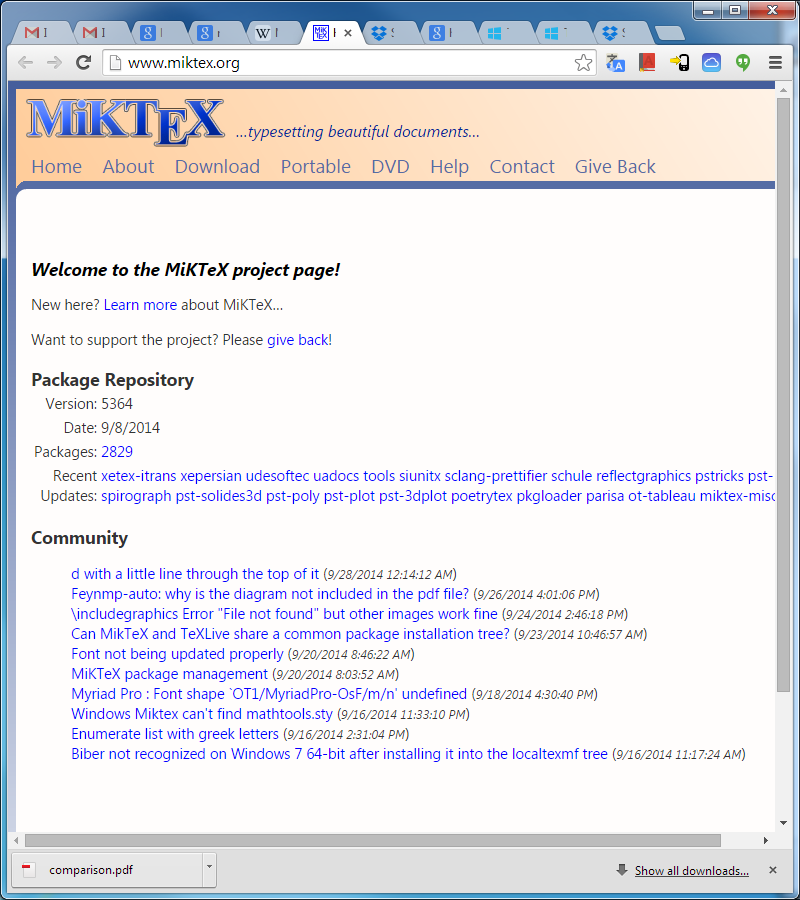 www.miktex.org
MiKTeX ...typesetting beautiful documents...
Home About Download Portable DVD Help Contact Give Back
Welcome to the MiKTeX project page!
New here? Learn more about MiKTeX...
Want to support the project? Please give back!
Package Repository
Version: 5364
Date: 9/8/2014
Packages: 2829
Recent xetex-itrans xepersian udesoftec uadocs tools siunitx sclang-prettifier schule reflectgraphics pstricks pst-
Updates: spirograph pst-solides3d pst-poly pst-plot pst-3dplot poetrytex pkgloader parisa ot-tableau miktex-misc
Community
d with a little line through the top of it (9/28/2014 12:14:12 AM)
Feynmp-auto: why is the diagram not included in the pdf file? (9/26/2014 4:01:06 PM)
\includegraphics Error "File not found" but other images work fine (9/24/2014 2:46:18 PM)
Can MikTeX and TeXLive share a common package installation tree? (9/23/2014 10:46:57 AM)
Font not being updated properly (9/20/2014 8:46:22 AM)
MiKTeX package management (9/20/2014 8:03:52 AM)
Myriad Pro : Font shape `OT1/MyriadPro-OsF/m/n' undefined (9/18/2014 4:30:40 PM)
Windows Miktex can't find mathtools.sty (9/16/2014 11:33:10 PM)
Enumerate list with greek letters (9/16/2014 2:31:04 PM)
Biber not recognized on Windows 7 64-bit after installing it into the localtexmf tree (9/16/2014 11:17:24 AM)
comparison.pdf
Show all downloads...